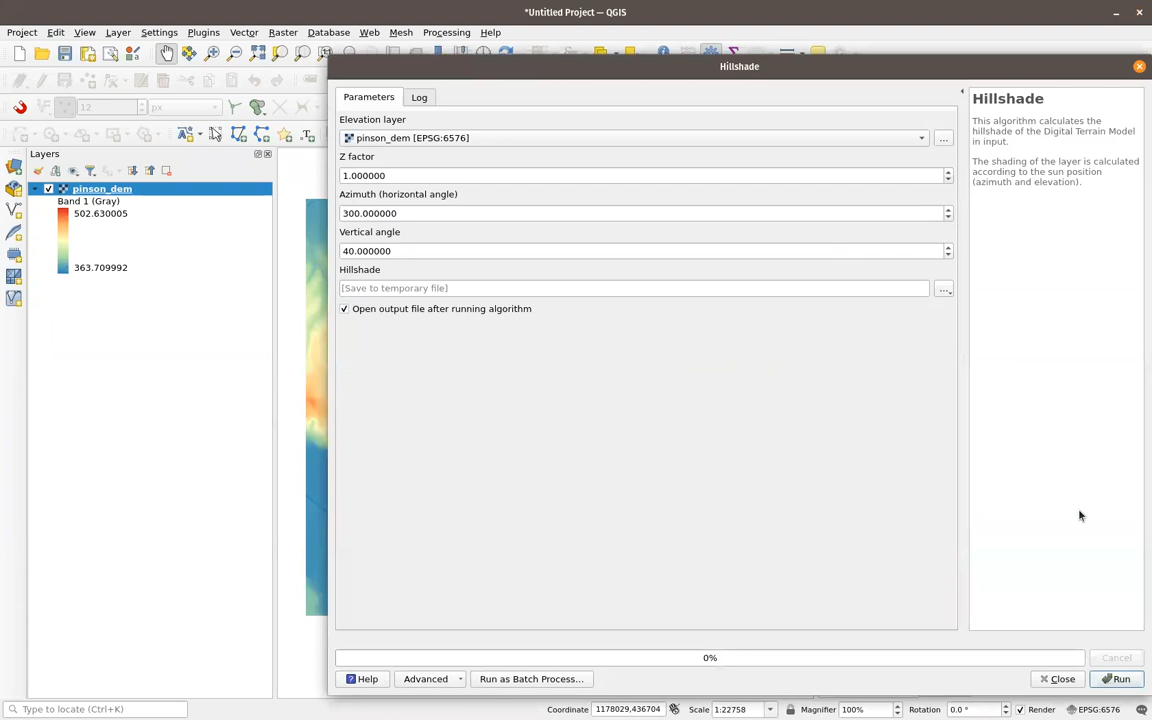 *Untitled Project — QGIS
Project Edit View Layer Settings Plugins Vector Raster Database Web Mesh Processing Help
Hillshade
12 px
Parameters Log
Elevation layer
pinson_dem [EPSG:6576] ...
Z factor
1.000000
Azimuth (horizontal angle)
300.000000
Vertical angle
40.000000
Hillshade
[Save to temporary file] ...
Open output file after running algorithm
Hillshade
This algorithm calculates the
hillshade of the Digital Terrain Model
in input.
The shading of the layer is calculated
according to the sun position
(azimuth and elevation).
Layers
pinson_dem
Band 1 (Gray)
502.630005
363.709992
0%
Cancel
Help Advanced Run as Batch Process... Close Run
Type to locate (Ctrl+K) Coordinate 1178029,436704 Scale 1:22758 Magnifier 100% Rotation 0.0 ° Render EPSG:6576